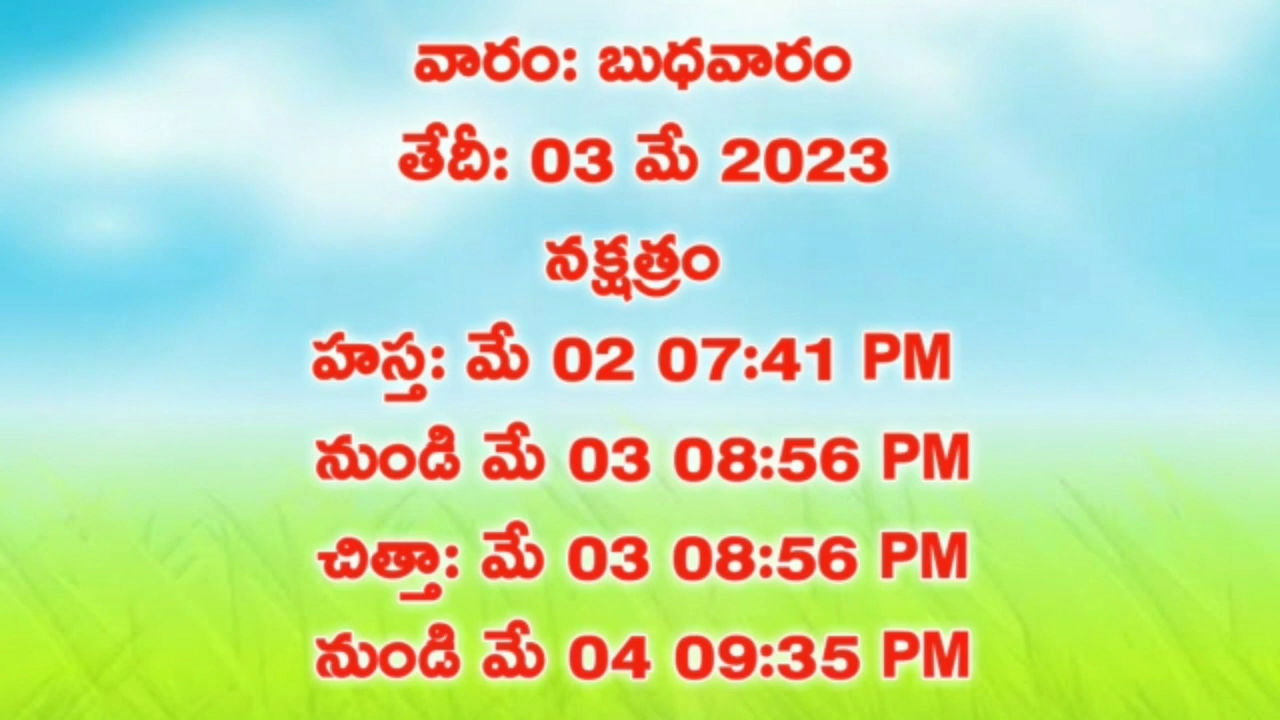 వారం: బుధవారం
తేదీ: 03 మే 2023
నక్షత్రం
హస్త: మే 02 07:41 PM
నుండి మే 03 08:56 PM
చిత్తా: మే 03 08:56 PM
నుండి మే 04 09:35 PM